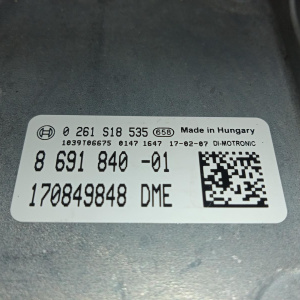 0 261 S18 535 658 Made in Hungary
1039T06675 0147 1647 17-02-07 DI-MOTRONIC
8 691 840 -01
170849848 DME